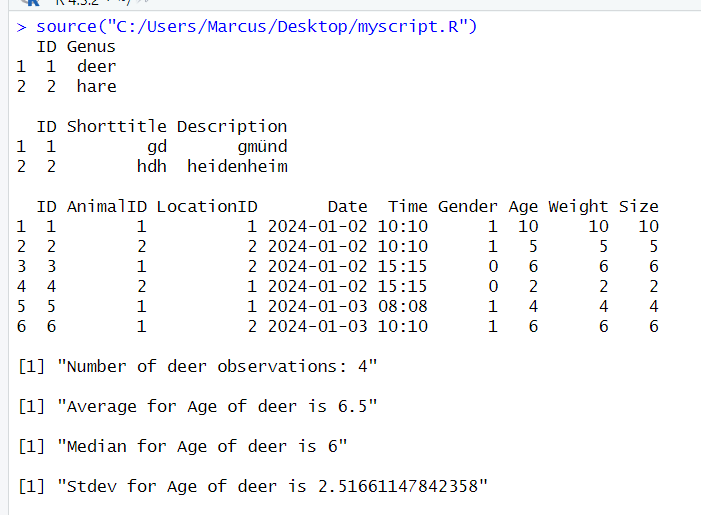 R 4.3.2 · ~/
> source("C:/Users/Marcus/Desktop/myscript.R")
  ID Genus
1  1  deer
2  2  hare
  ID Shorttitle Description
1  1         gd       gmünd
2  2        hdh  heidenheim
  ID AnimalID LocationID       Date  Time Gender Age Weight Size
1  1        1          1 2024-01-02 10:10      1  10     10   10
2  2        2          2 2024-01-02 10:10      1   5      5    5
3  3        1          2 2024-01-02 15:15      0   6      6    6
4  4        2          1 2024-01-02 15:15      0   2      2    2
5  5        1          1 2024-01-03 08:08      1   4      4    4
6  6        1          2 2024-01-03 10:10      1   6      6    6
[1] "Number of deer observations: 4"
[1] "Average for Age of deer is 6.5"
[1] "Median for Age of deer is 6"
[1] "Stdev for Age of deer is 2.51661147842358"